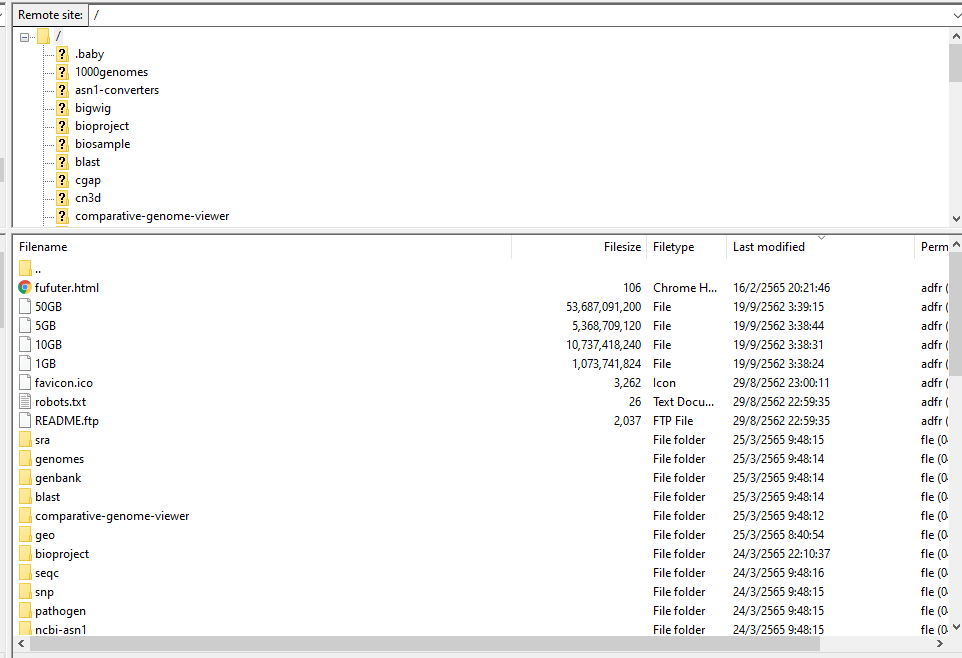 Remote site: /
/
.baby
1000genomes
asn1-converters
bigwig
bioproject
biosample
blast
cgap
cn3d
comparative-genome-viewer
Filename Filesize Filetype Last modified Perm
..
fufuter.html 106 Chrome H... 16/2/2565 20:21:46 adfr (
50GB 53,687,091,200 File 19/9/2562 3:39:15 adfr (
5GB 5,368,709,120 File 19/9/2562 3:38:44 adfr (
10GB 10,737,418,240 File 19/9/2562 3:38:31 adfr (
1GB 1,073,741,824 File 19/9/2562 3:38:24 adfr (
favicon.ico 3,262 Icon 29/8/2562 23:00:11 adfr (
robots.txt 26 Text Docu... 29/8/2562 22:59:35 adfr (
README.ftp 2,037 FTP File 29/8/2562 22:59:35 adfr (
sra File folder 25/3/2565 9:48:15 fle (0
genomes File folder 25/3/2565 9:48:14 fle (0
genbank File folder 25/3/2565 9:48:14 fle (0
blast File folder 25/3/2565 9:48:14 fle (0
comparative-genome-viewer File folder 25/3/2565 9:48:12 fle (0
geo File folder 25/3/2565 8:40:54 fle (0
bioproject File folder 24/3/2565 22:10:37 fle (0
seqc File folder 24/3/2565 9:48:16 fle (0
snp File folder 24/3/2565 9:48:15 fle (0
pathogen File folder 24/3/2565 9:48:15 fle (0
ncbi-asn1 File folder 24/3/2565 9:48:15 fle (0